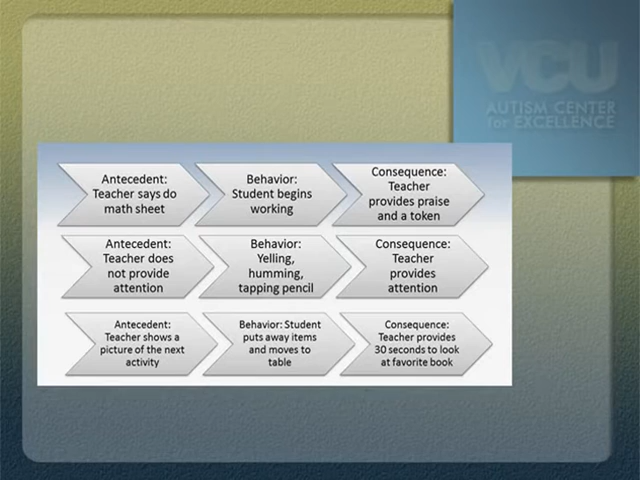 VCU
AUTISM CENTER
for EXCELLENCE
Antecedent:
Teacher says do
math sheet
Behavior:
Student begins
working
Consequence:
Teacher
provides praise
and a token
Antecedent:
Teacher does
not provide
attention
Behavior:
Yelling,
humming,
tapping pencil
Consequence:
Teacher
provides
attention
Antecedent:
Teacher shows a
picture of the next
activity
Behavior: Student
puts away items
and moves to
table
Consequence:
Teacher provides
30 seconds to look
at favorite book